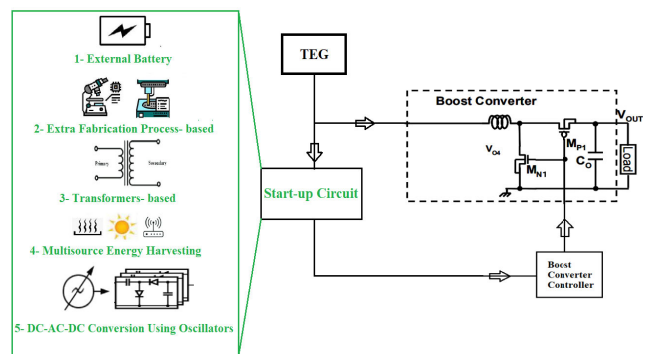 1- External Battery
2- Extra Fabrication Process- based
Primary
Secondary
3- Transformers- based
4- Multisource Energy Harvesting
5- DC-AC-DC Conversion Using Oscillators
TEG
Start-up Circuit
Boost Converter
VOUT
VO4
MP1
MN1
CO
Load
Boost
Converter
Controller